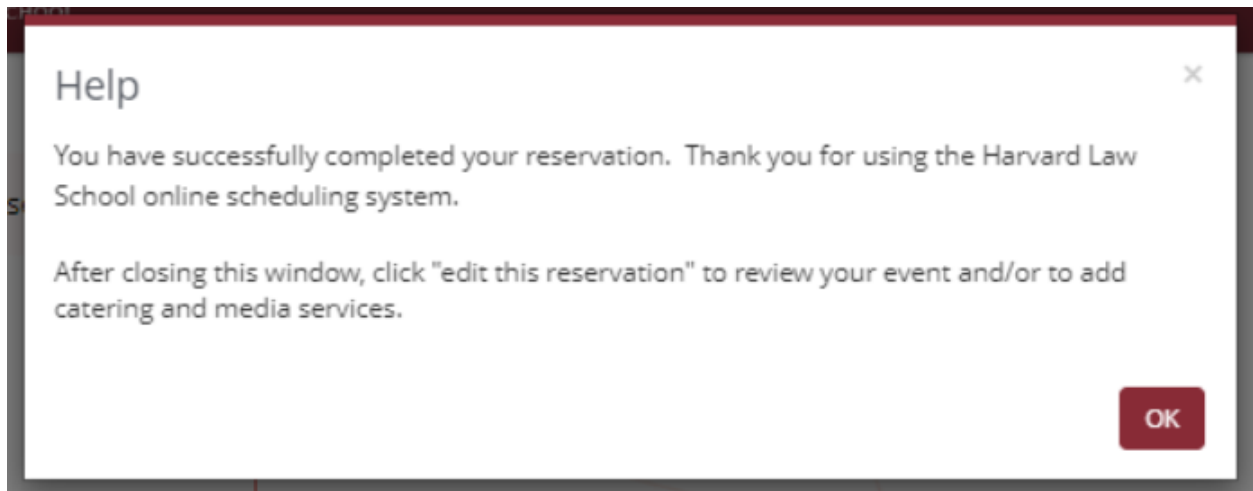 Help
×
You have successfully completed your reservation.  Thank you for using the Harvard Law
School online scheduling system.
After closing this window, click "edit this reservation" to review your event and/or to add
catering and media services.
OK